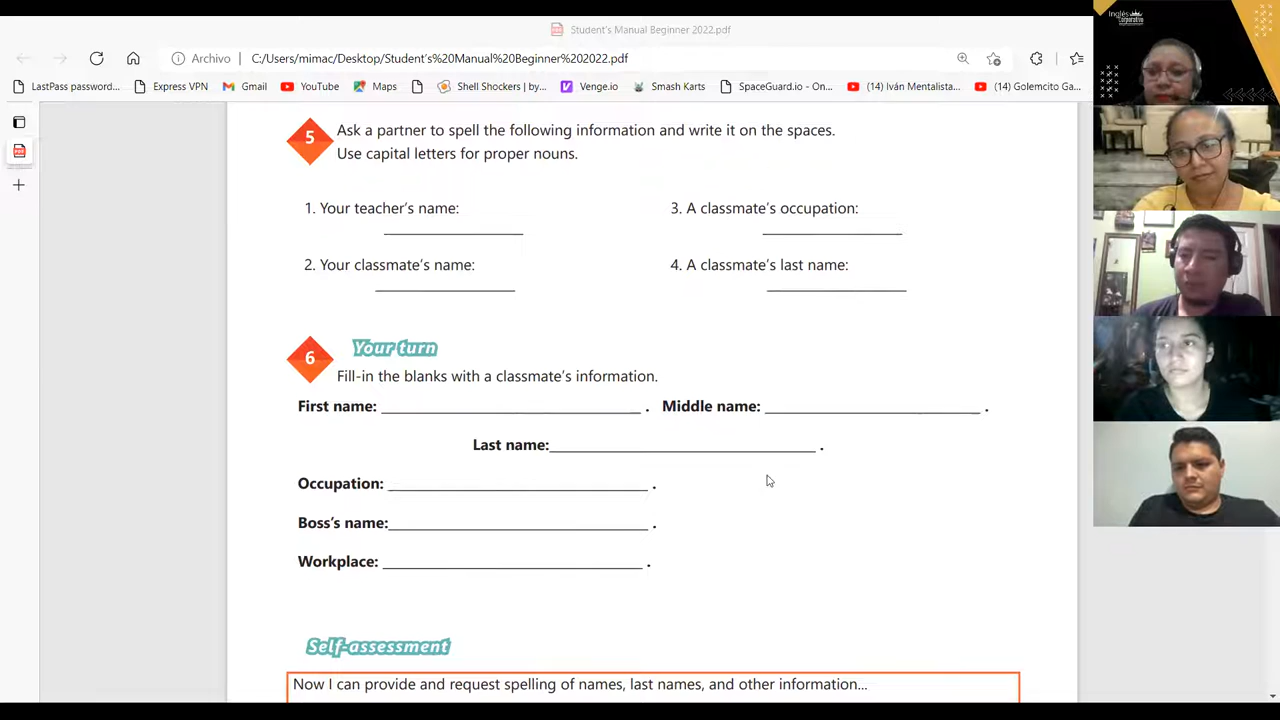 Student's Manual Beginner 2022.pdf
Archivo
C:/Users/mimac/Desktop/Student's%20Manual%20Beginner%202022.pdf
LastPass password...
Express VPN
Gmail
YouTube
Maps
Shell Shockers | by...
Venge.io
Smash Karts
SpaceGuard.io - On...
(14) Iván Mentalista...
(14) Golemcito Ga...
Inglés
Corporativo
5
Ask a partner to spell the following information and write it on the spaces.
Use capital letters for proper nouns.
1. Your teacher's name:
3. A classmate's occupation:
2. Your classmate's name:
4. A classmate's last name:
6
Your turn
Fill-in the blanks with a classmate's information.
First name: . Middle name: .
Last name: .
Occupation: .
Boss's name: .
Workplace: .
Self-assessment
Now I can provide and request spelling of names, last names, and other information...